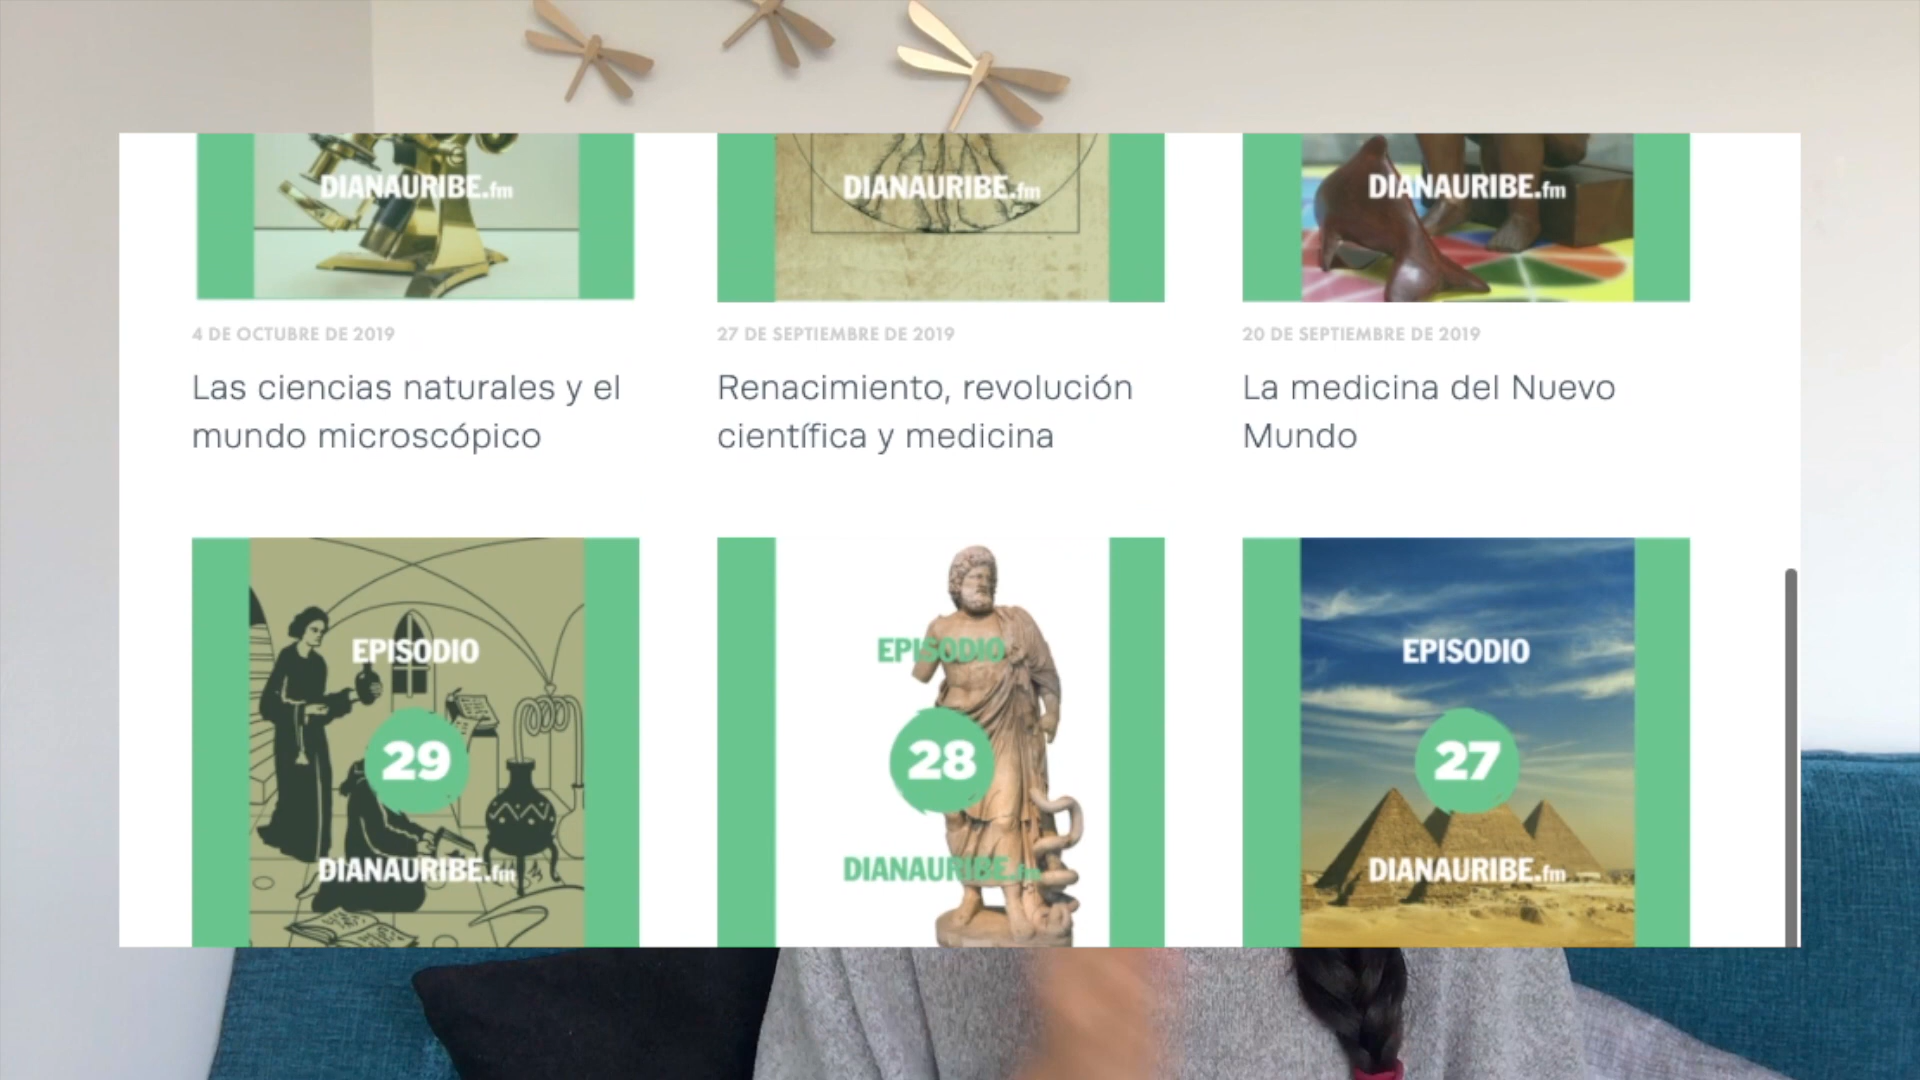 DIANAURIBE.fm
DIANAURIBE.fm
DIANAURIBE.fm
4 DE OCTUBRE DE 2019
Las ciencias naturales y el
mundo microscópico
27 DE SEPTIEMBRE DE 2019
Renacimiento, revolución
científica y medicina
20 DE SEPTIEMBRE DE 2019
La medicina del Nuevo
Mundo
EPISODIO
29
DIANAURIBE.fm
EPISODIO
28
DIANAURIBE.fm
EPISODIO
27
DIANAURIBE.fm